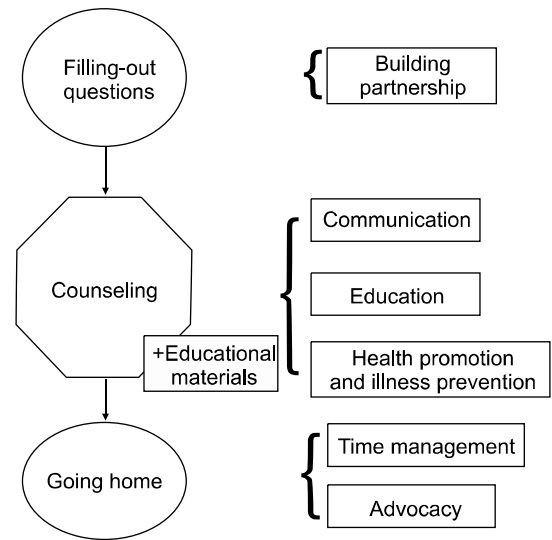 Filling-out
questions
Building
partnership
Counseling
+Educational
materials
Communication
Education
Health promotion
and illness prevention
Going home
Time management
Advocacy